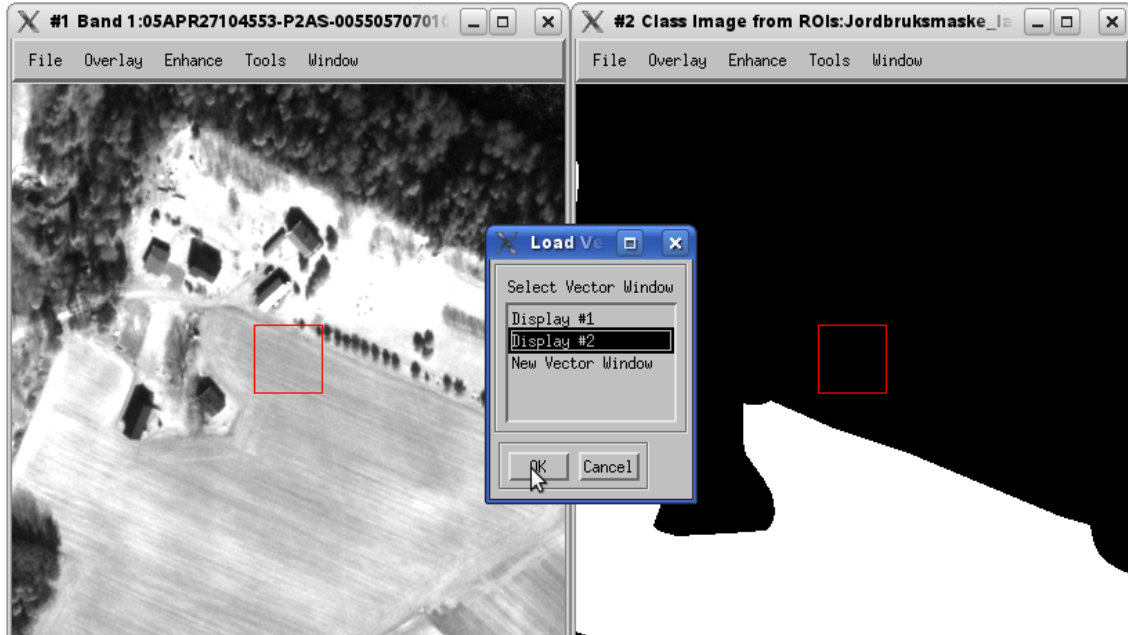 #1 Band 1:05APR27104553-P2AS-005505707010
File Overlay Enhance Tools Window
#2 Class Image from ROIs:Jordbruksmaske_la
File Overlay Enhance Tools Window
Load Ve
Select Vector Window
Display #1
Display #2
New Vector Window
OK Cancel